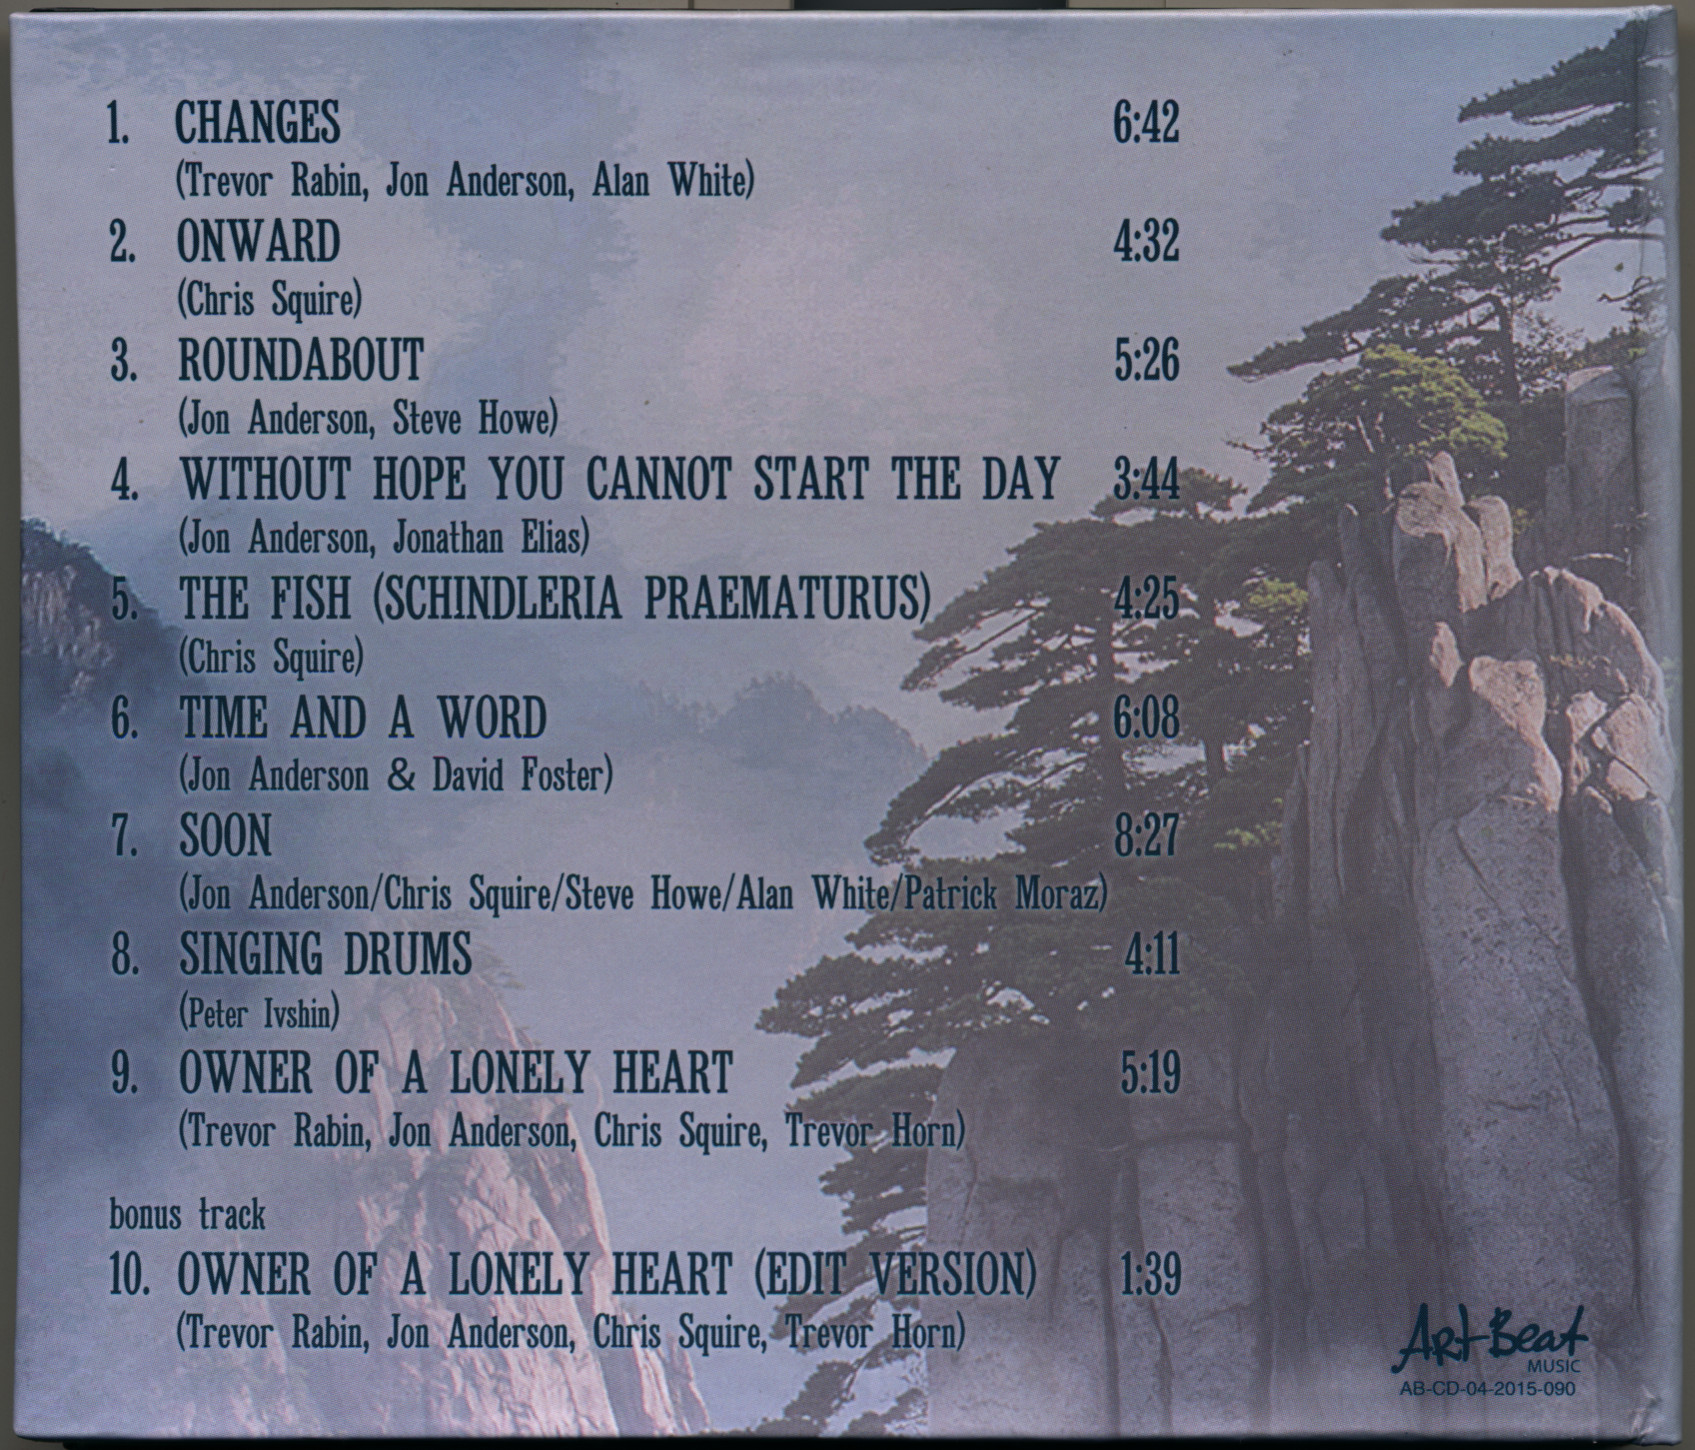 1. CHANGES 6:42
(Trevor Rabin, Jon Anderson, Alan White)
2. ONWARD 4:32
(Chris Squire)
3. ROUNDABOUT 5:26
(Jon Anderson, Steve Howe)
4. WITHOUT HOPE YOU CANNOT START THE DAY 3:44
(Jon Anderson, Jonathan Elias)
5. THE FISH (SCHINDLERIA PRAEMATURUS) 4:25
(Chris Squire)
6. TIME AND A WORD 6:08
(Jon Anderson & David Foster)
7. SOON 8:27
(Jon Anderson/Chris Squire/Steve Howe/Alan White/Patrick Moraz)
8. SINGING DRUMS 4:11
(Peter Ivshin)
9. OWNER OF A LONELY HEART 5:19
(Trevor Rabin, Jon Anderson, Chris Squire, Trevor Horn)
bonus track
10. OWNER OF A LONELY HEART (EDIT VERSION) 1:39
(Trevor Rabin, Jon Anderson, Chris Squire, Trevor Horn)
Art Beat
MUSIC
AB-CD-04-2015-090